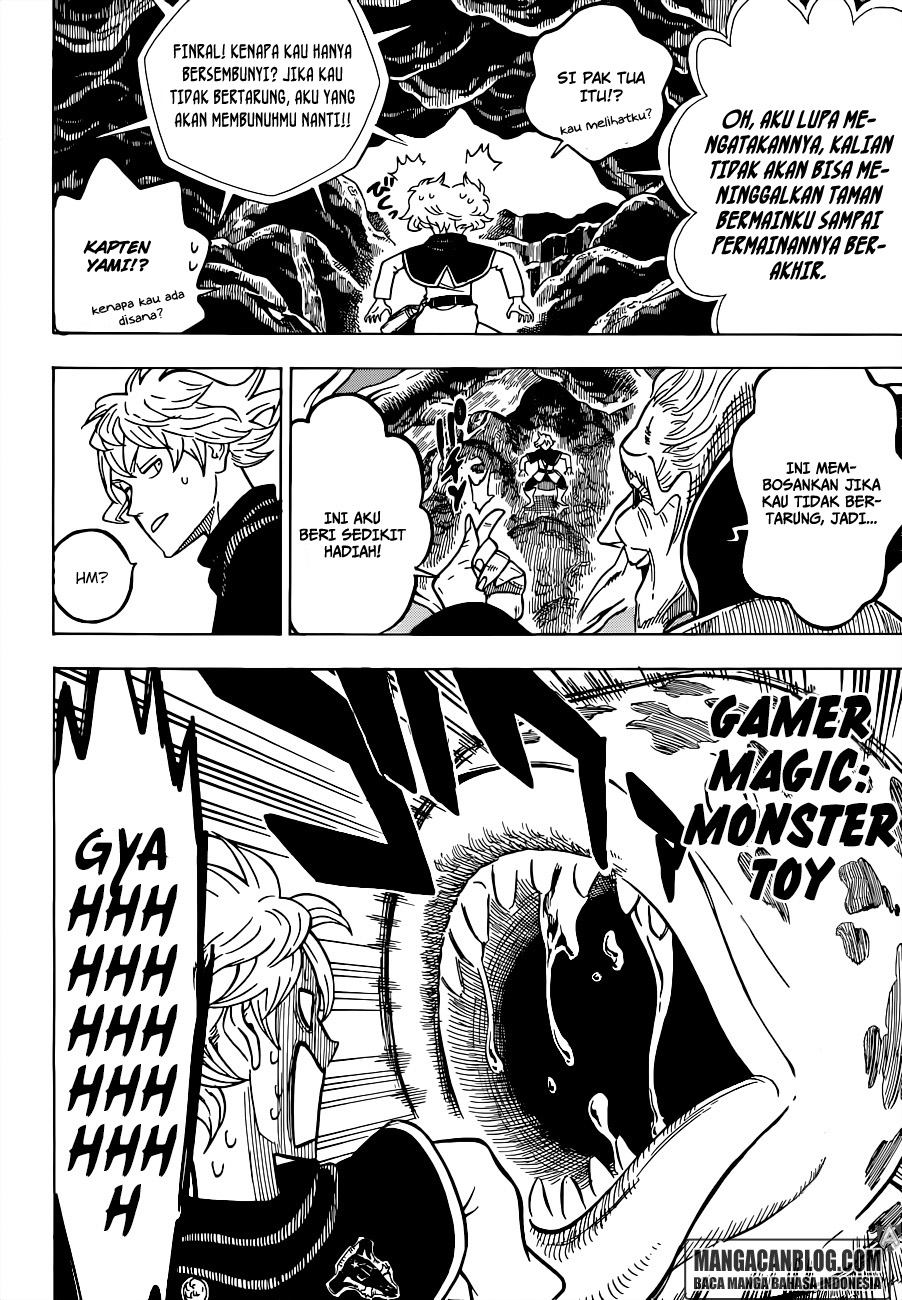 OH, AKU LUPA ME-
NGATAKANNYA, KALIAN
TIDAK AKAN BISA ME-
NINGGALKAN TAMAN
BERMAINKU SAMPAI
PERMAINANNYA BER-
AKHIR.
SI PAK TUA
ITU!?
kau melihatku?
FINRAL! KENAPA KAU HANYA
BERSEMBUNYI? JIKA KAU
TIDAK BERTARUNG, AKU YANG
AKAN MEMBUNUHMU NANTI!!
KAPTEN
YAMI!?
kenapa kau ada
disana?
INI MEM-
BOSANKAN JIKA
KAU TIDAK BER-
TARUNG, JADI...
INI AKU
BERI SEDIKIT
HADIAH!
HM?
GAMER
MAGIC:
MONSTER
TOY
GYA
HHH
HHH
HHH
HHH
HHH
H
MANGACANBLOG.COM
BACA MANGA BAHASA INDONESIA